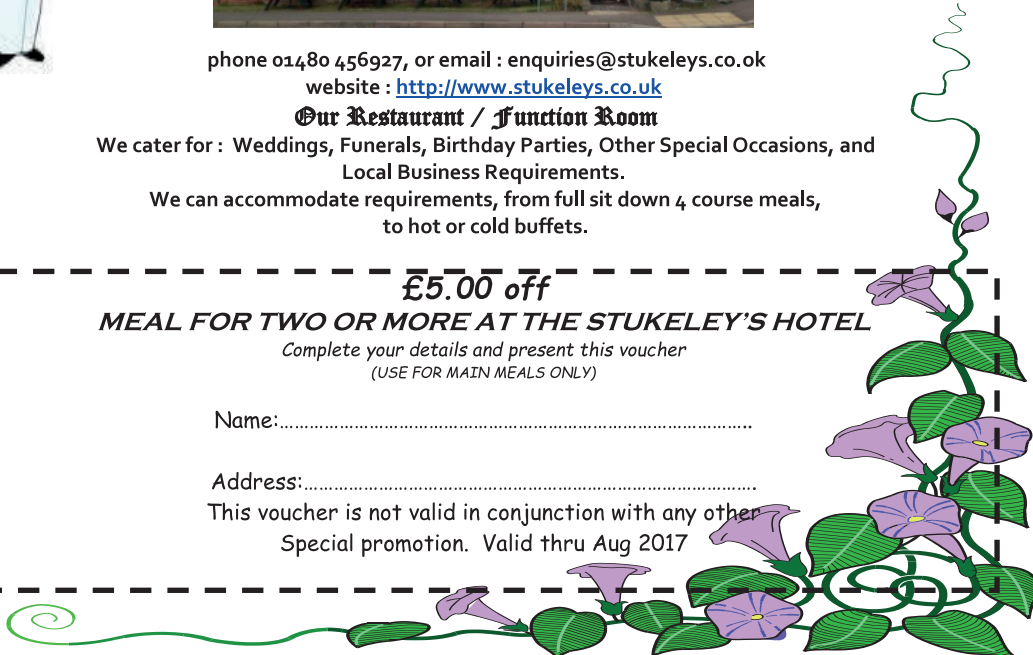 phone 01480 456927, or email : enquiries@stukeleys.co.ok
website : http://www.stukeleys.co.uk
Our Restaurant / Function Room
We cater for : Weddings, Funerals, Birthday Parties, Other Special Occasions, and
Local Business Requirements.
We can accommodate requirements, from full sit down 4 course meals,
to hot or cold buffets.
£5.00 off
MEAL FOR TWO OR MORE AT THE STUKELEY'S HOTEL
Complete your details and present this voucher
(USE FOR MAIN MEALS ONLY)
Name:..........................................................................................
Address:.......................................................................................
This voucher is not valid in conjunction with any other
Special promotion. Valid thru Aug 2017